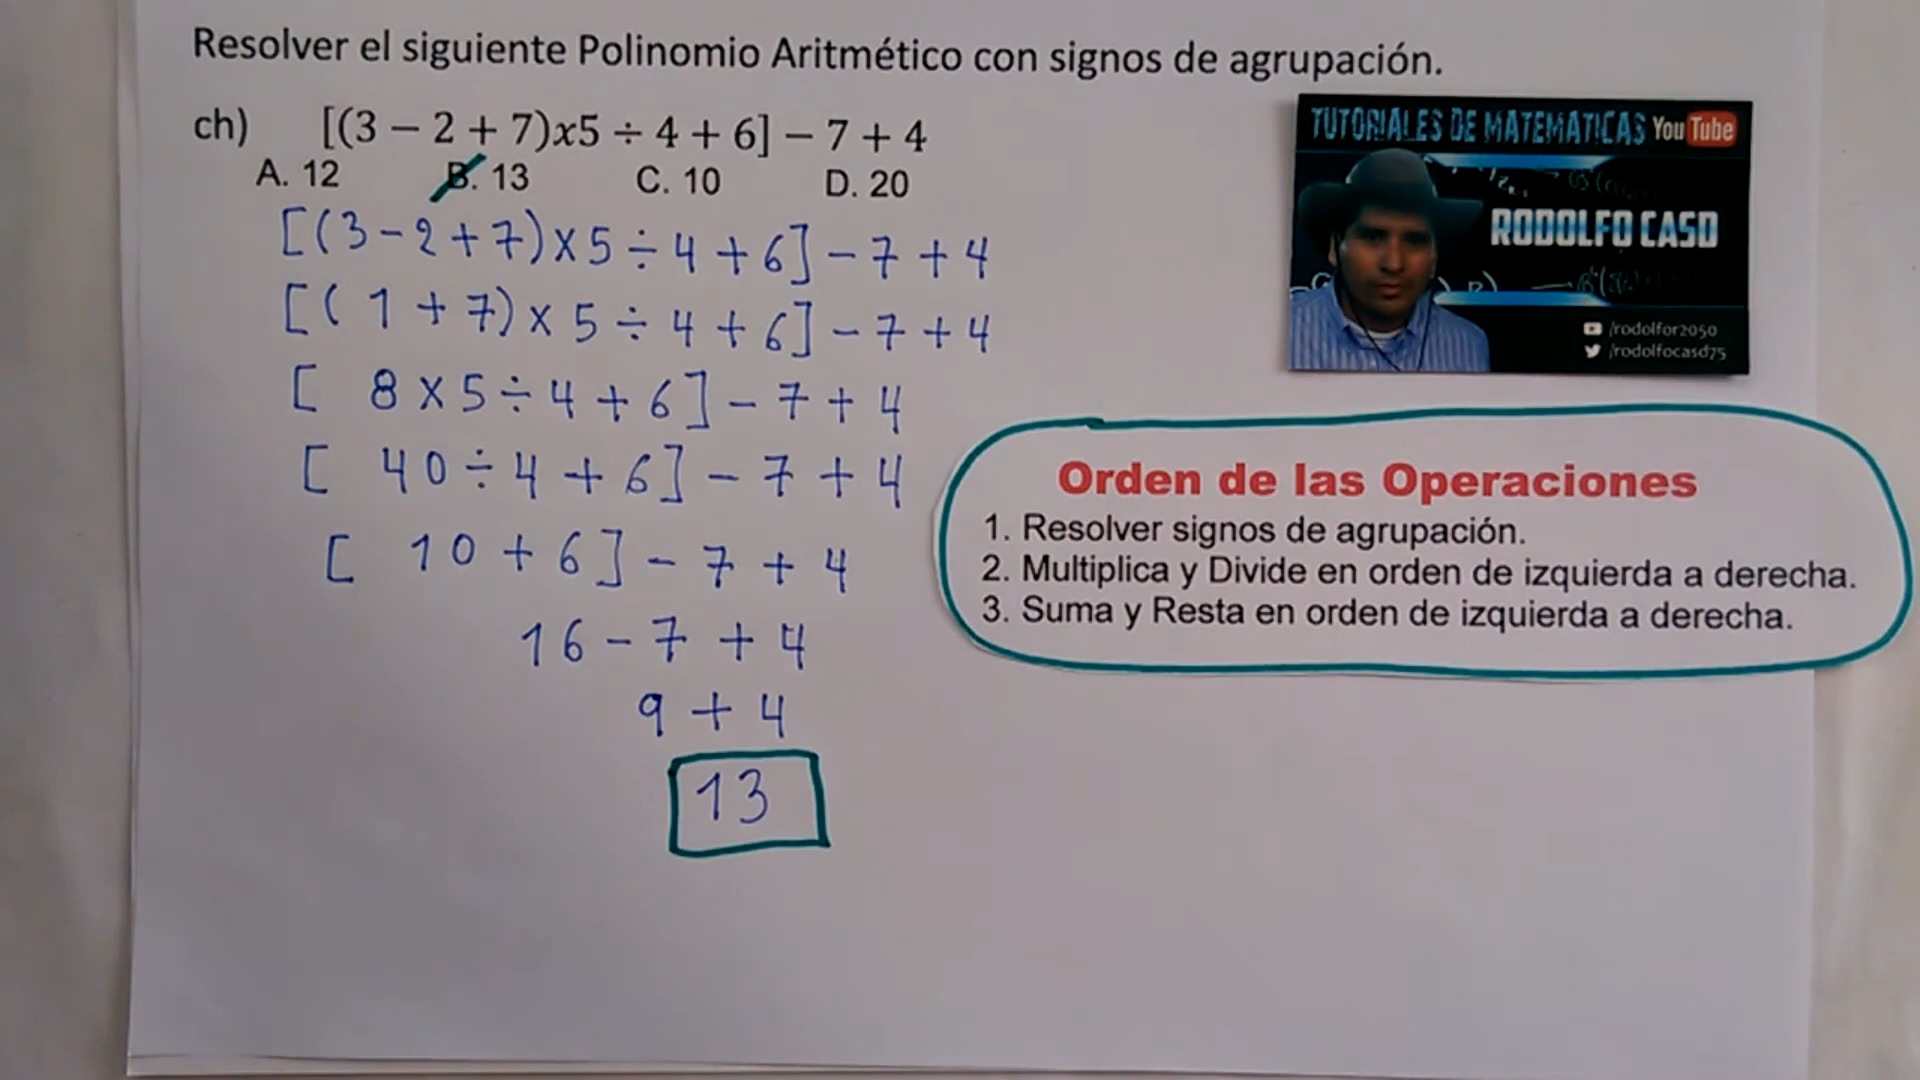 Resolver el siguiente Polinomio Aritmético con signos de agrupación.
ch) [(3 − 2 + 7)x5 ÷ 4 + 6] − 7 + 4
A. 12 B. 13 C. 10 D. 20
[(3-2+7)×5÷4+6]-7+4
[(1+7)×5÷4+6]-7+4
[8×5÷4+6]-7+4
[40÷4+6]-7+4
[10+6]-7+4
16-7+4
9+4
13
TUTORIALES DE MATEMATICAS YouTube
RODOLFO CASD
/rodolfor2050
/rodolfocasd75
Orden de las Operaciones
1. Resolver signos de agrupación.
2. Multiplica y Divide en orden de izquierda a derecha.
3. Suma y Resta en orden de izquierda a derecha.